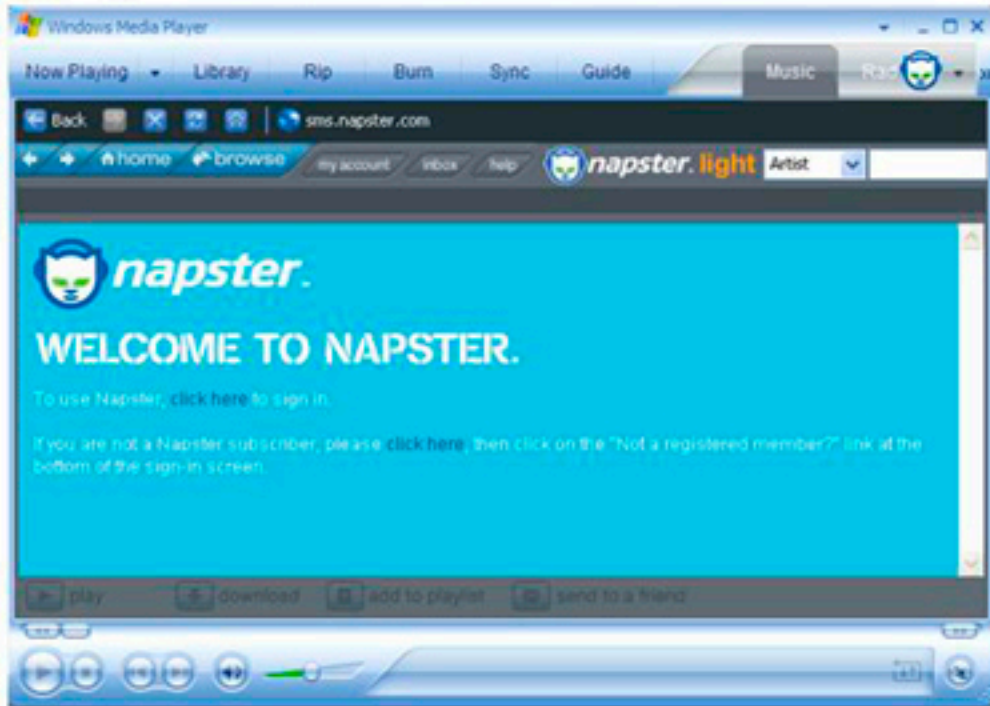 Windows Media Player
Now Playing Library Rip Burn Sync Guide Music Rad
Back sms.napster.com
home browse my account inbox help napster. light Artist
napster.
WELCOME TO NAPSTER.
To use Napster, click here to sign in.
If you are not a Napster subscriber, please click here, then click on the "Not a registered member?" link at the
bottom of the sign-in screen.
play download add to playlist send to a friend